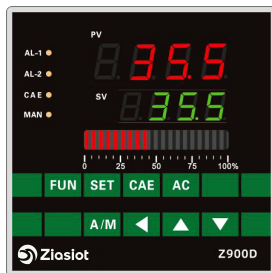 PV
AL-1
35.5
AL-2
CAE
SV
35.5
MAN
0 25 50 75 100%
FUN SET CAE AC
A/M
Ziasiot
Z900D